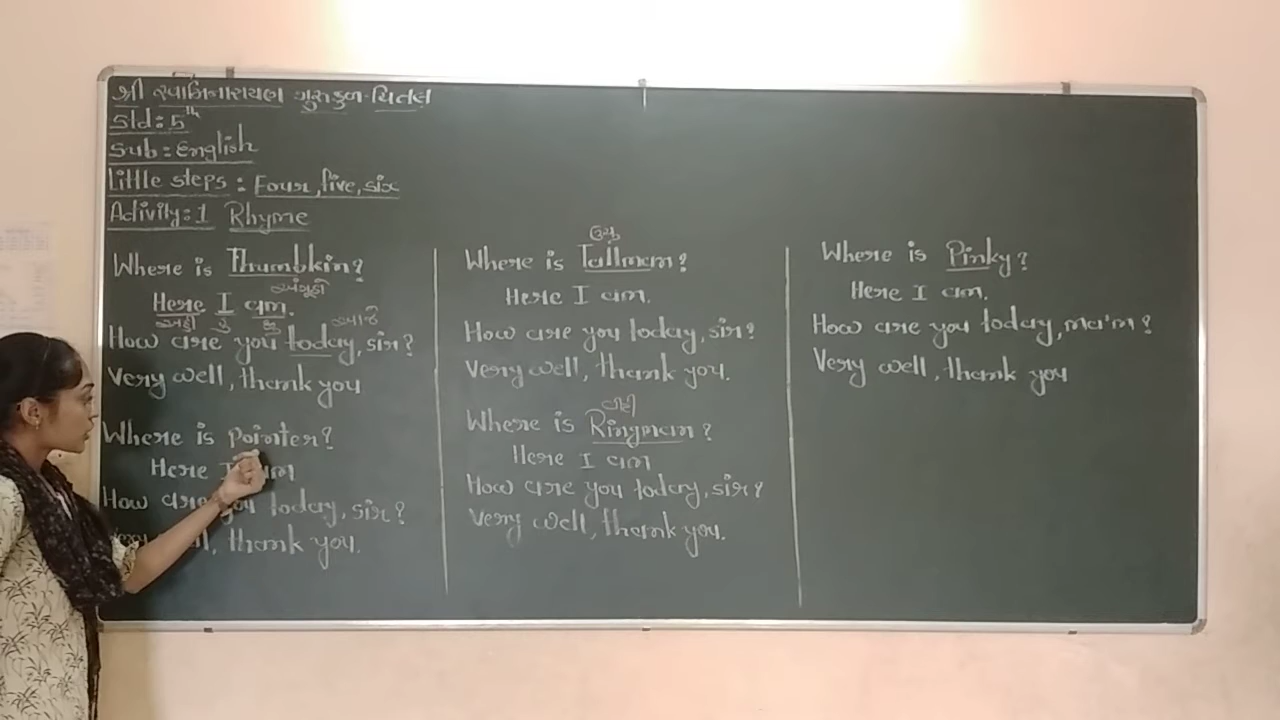 શ્રી સ્વામિનારાયણ ગુરુકુળ-ચિતલ
Std: 5th
Sub: English
Little steps: Four, five, six
Activity: 1 Rhyme
Where is Thumbkin?
અંગૂઠો
Here I am.
અહીં હું છું
આજે
How are you today, sir?
Very well, thank you
Where is pointer?
Here I am
How are you today, sir?
thank you.
ઉંચુ
Where is Tallman?
Here I am.
How are you today, sir?
Very well, thank you.
Where is Ringman?
Here I am
How are you today, sir?
Very well, thank you.
Where is Pinky?
Here I am.
How are you today, ma'm?
Very well, thank you